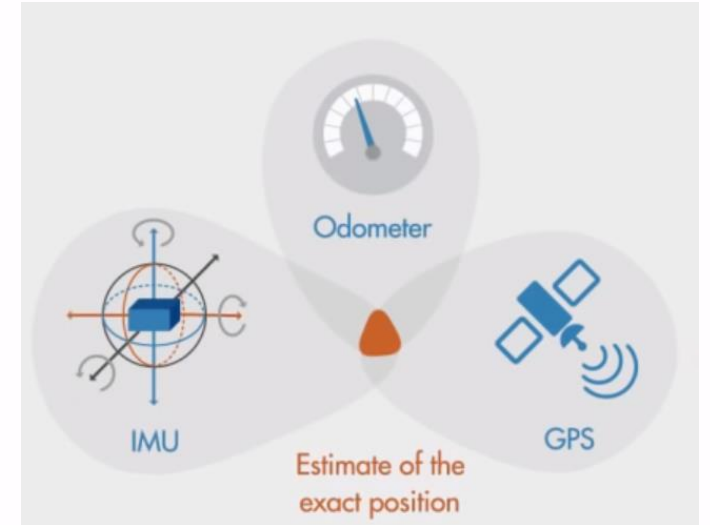 Odometer
IMU
GPS
Estimate of the
exact position